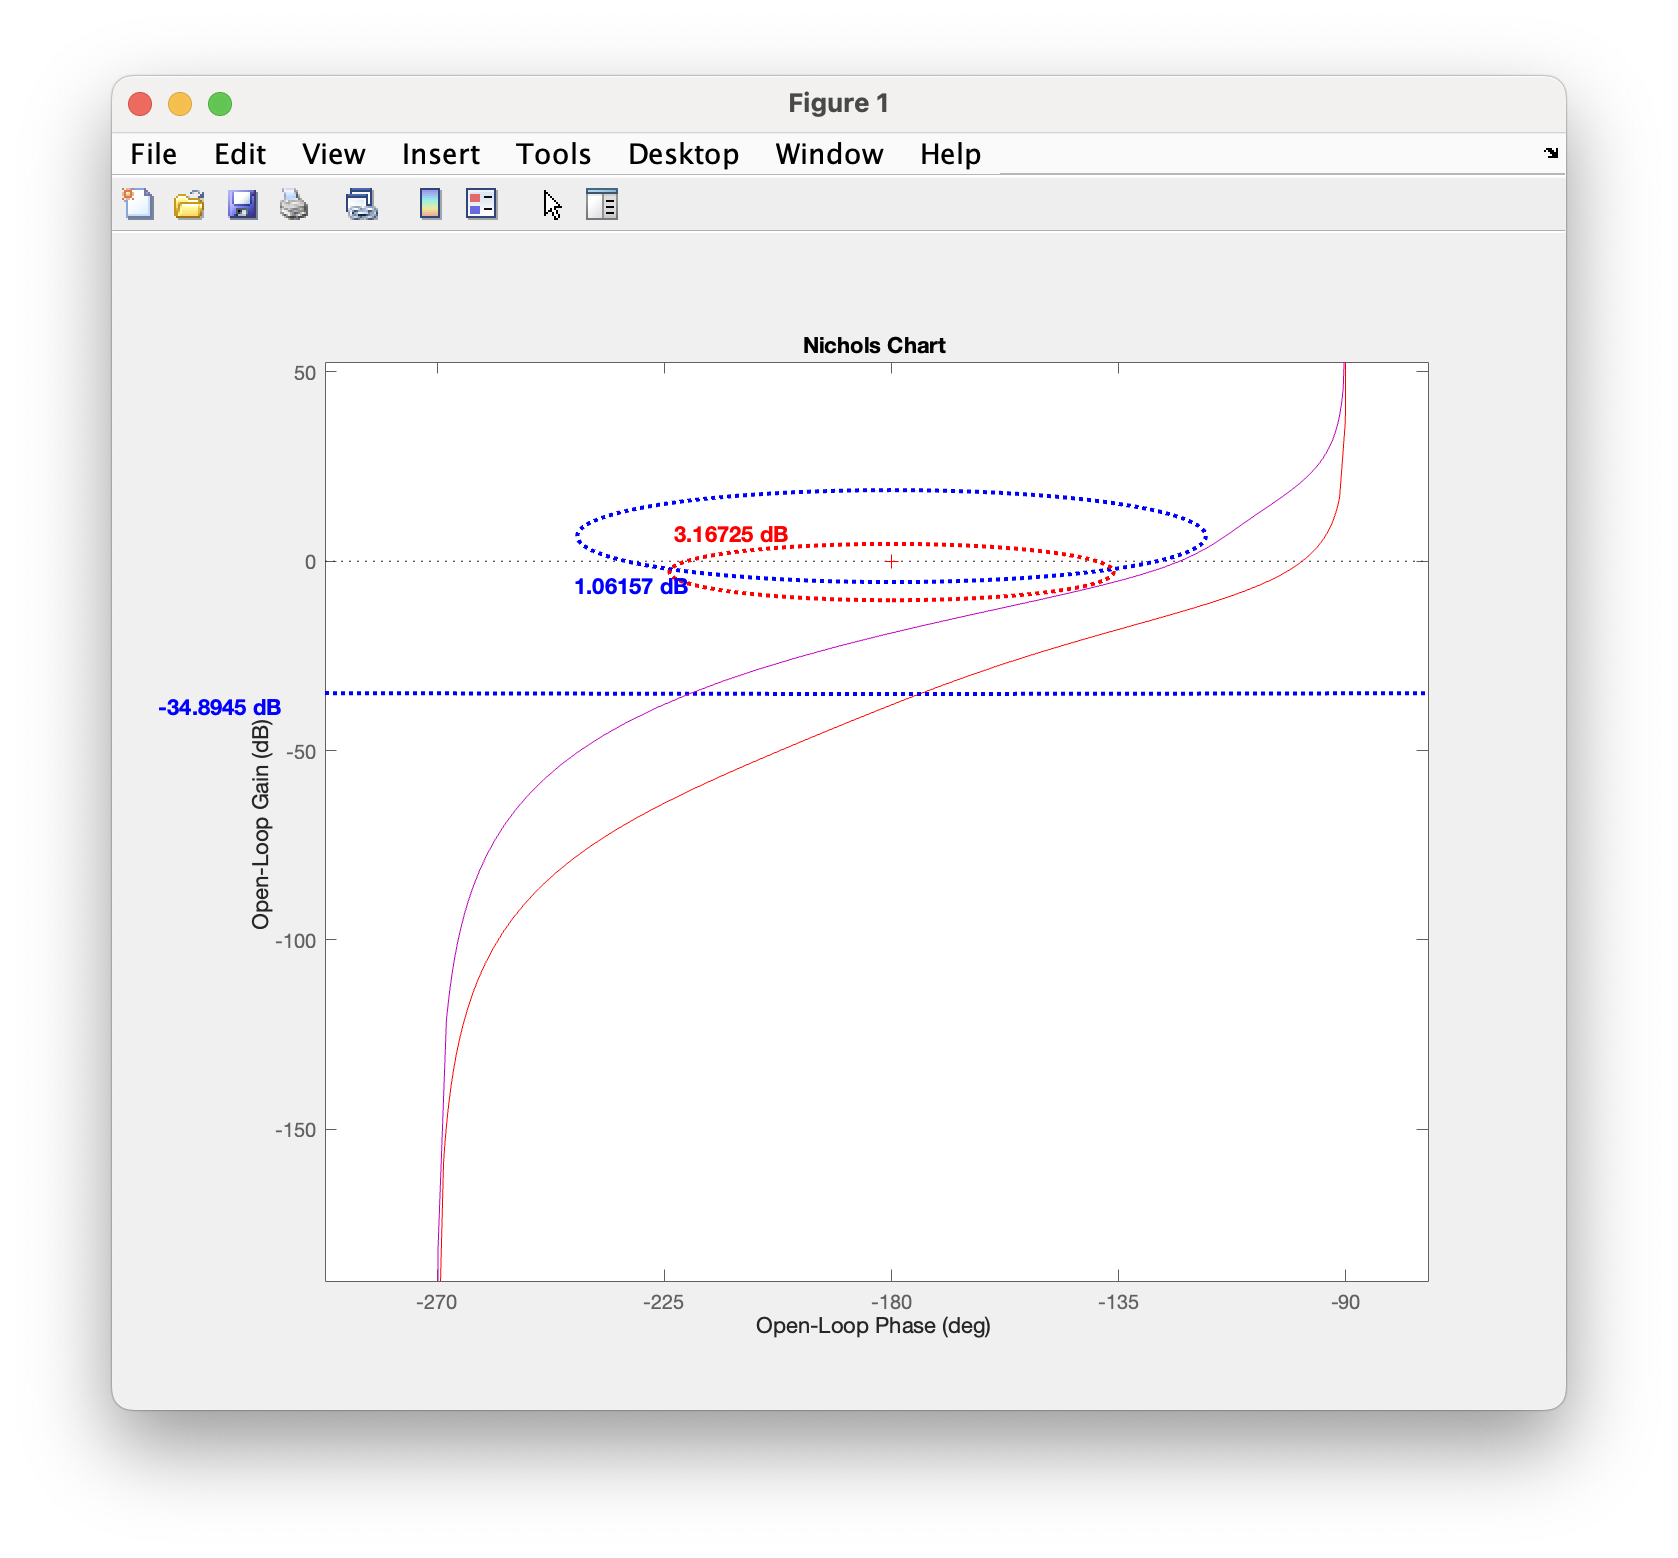 Figure 1
File Edit View Insert Tools Desktop Window Help
Nichols Chart
50
0
-50
-100
-150
3.16725 dB
1.06157 dB
-34.8945 dB
Open-Loop Gain (dB)
-270 -225 -180 -135 -90
Open-Loop Phase (deg)